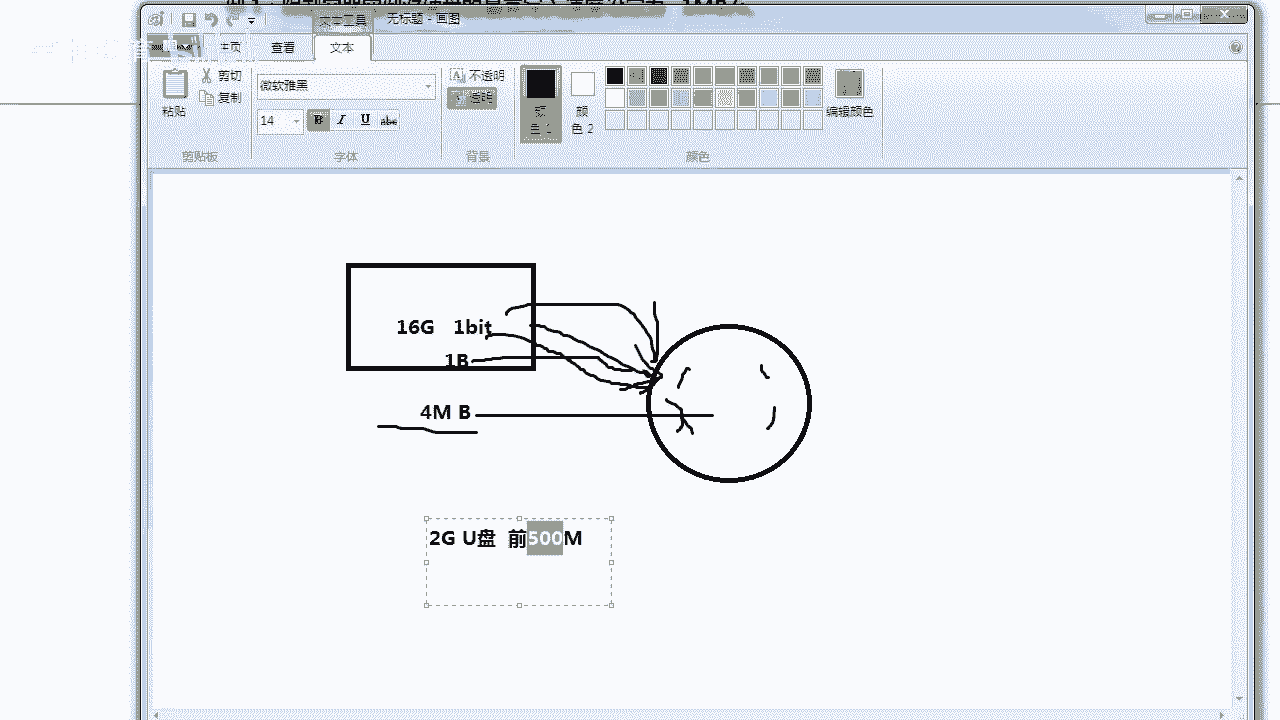 无标题 - 画图
主页
查看
文本
文本工具
粘贴
剪切
复制
剪贴板
微软雅黑
14
B I U abc
字体
不透明
透明
背景
颜色 1
颜色 2
编辑颜色
颜色
16G 1bit
1B
4M B
2G U盘 前500M